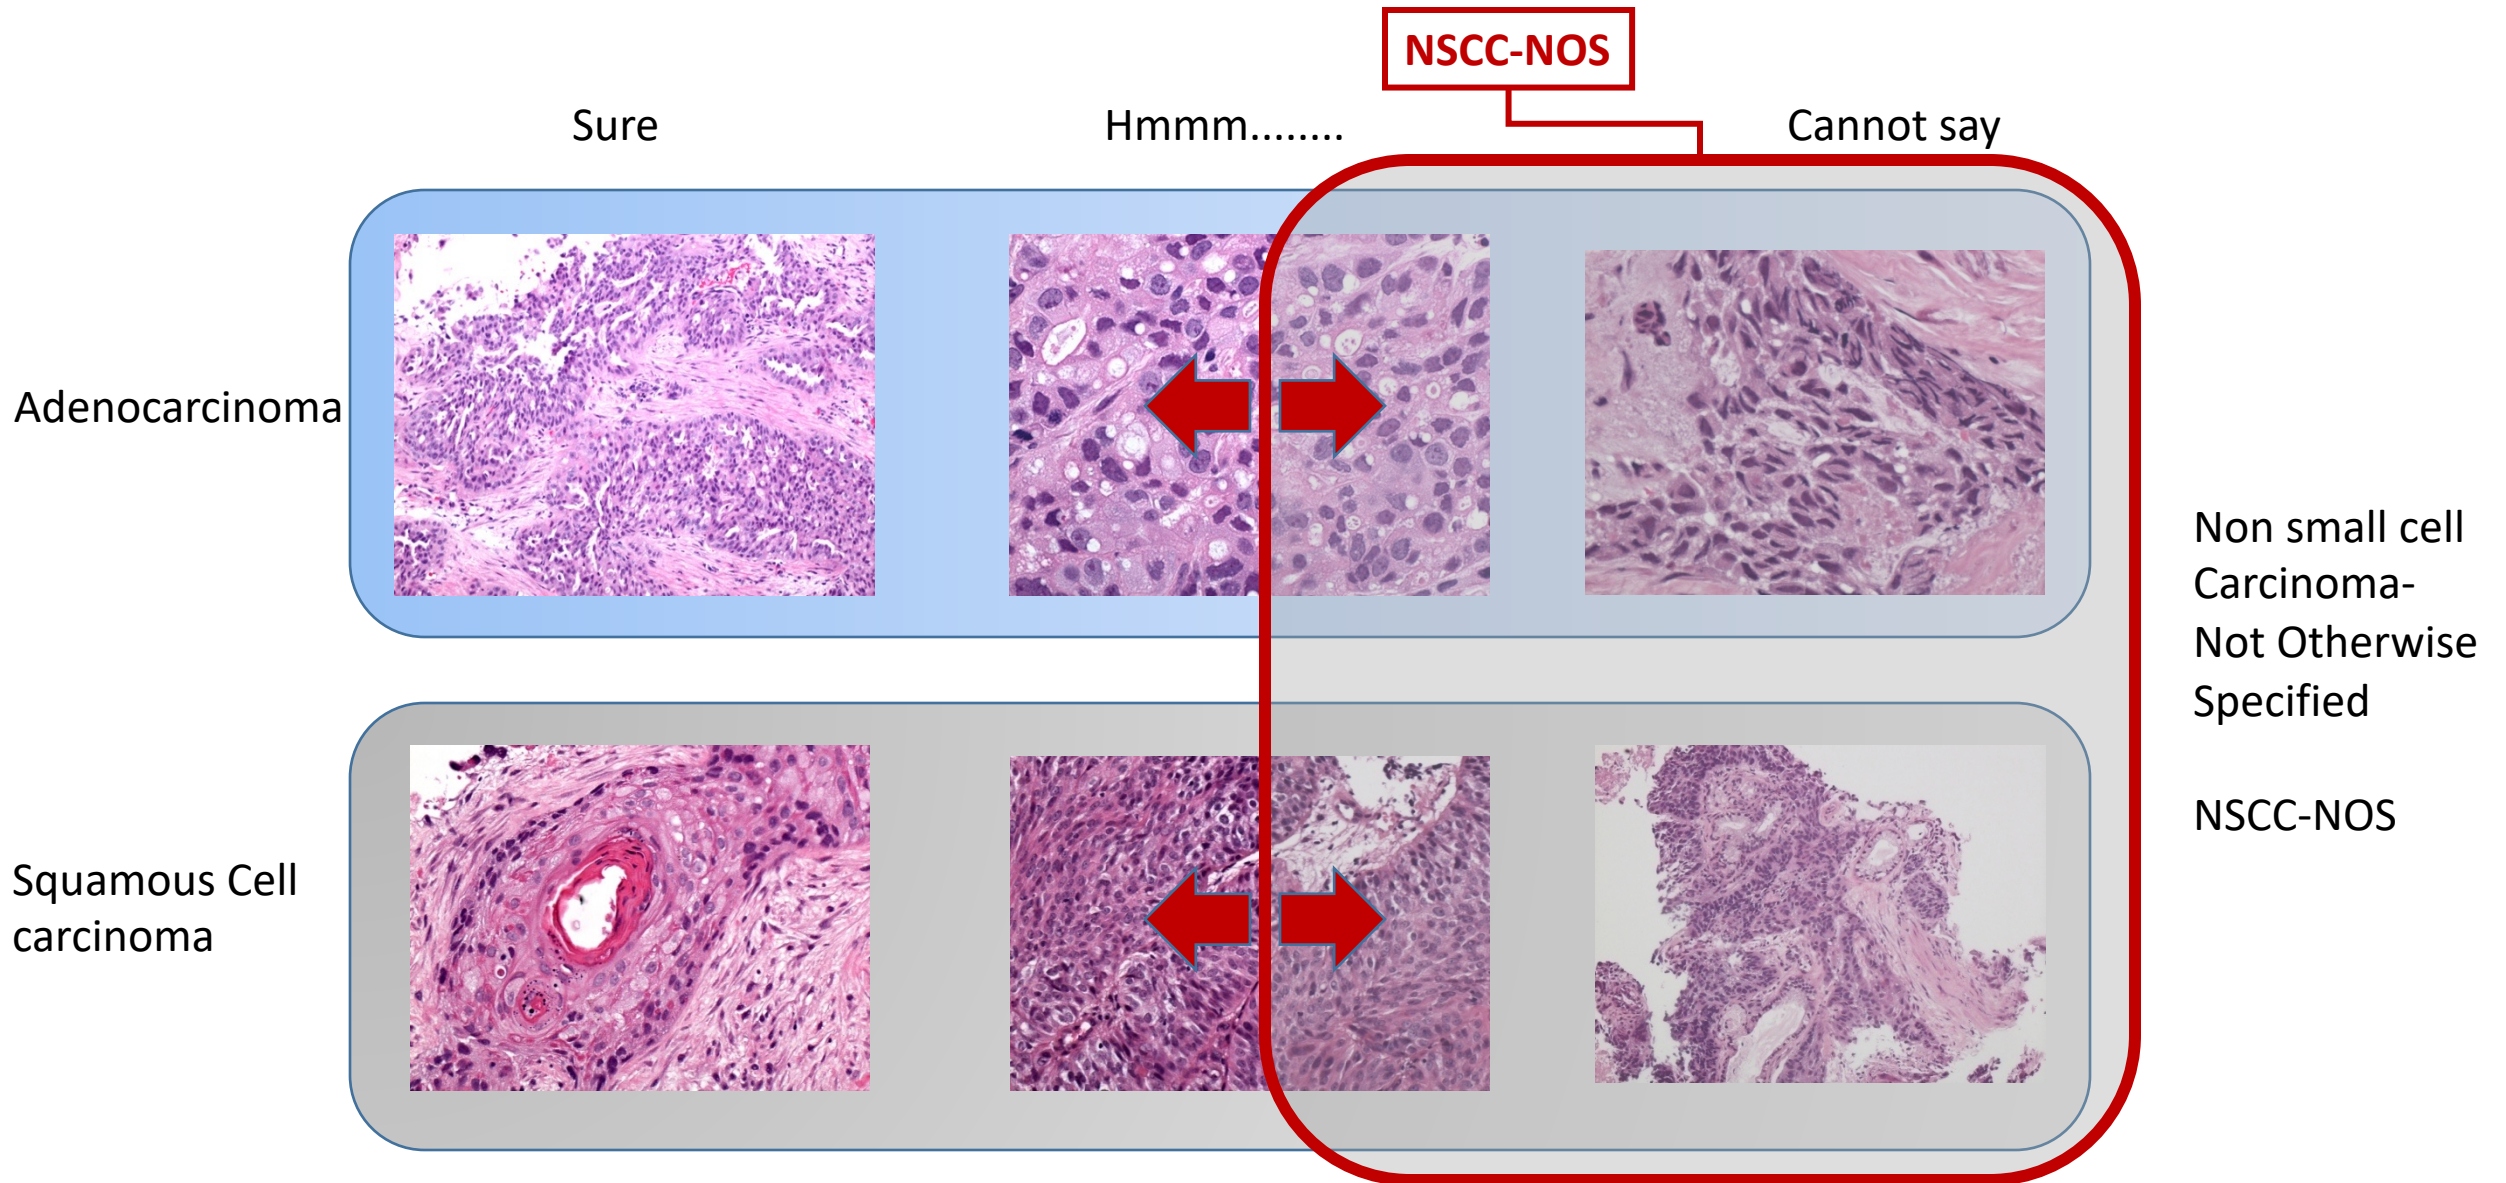 NSCC-NOS
Sure
Hmmm........
Cannot say
Adenocarcinoma
Non small cell
Carcinoma-
Not Otherwise
Specified
NSCC-NOS
Squamous Cell
carcinoma